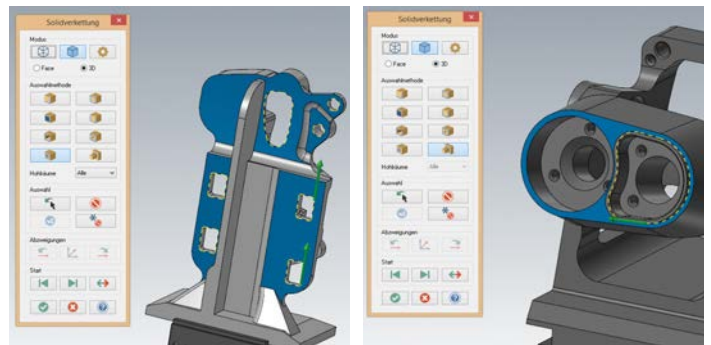 Solidverkettung
Modus
Face
3D
Auswahlmethode
Hohlräume
Alle
Auswahl
Abzweigungen
Start
Solidverkettung
Modus
Face
3D
Auswahlmethode
Hohlräume
Alle
Auswahl
Abzweigungen
Start